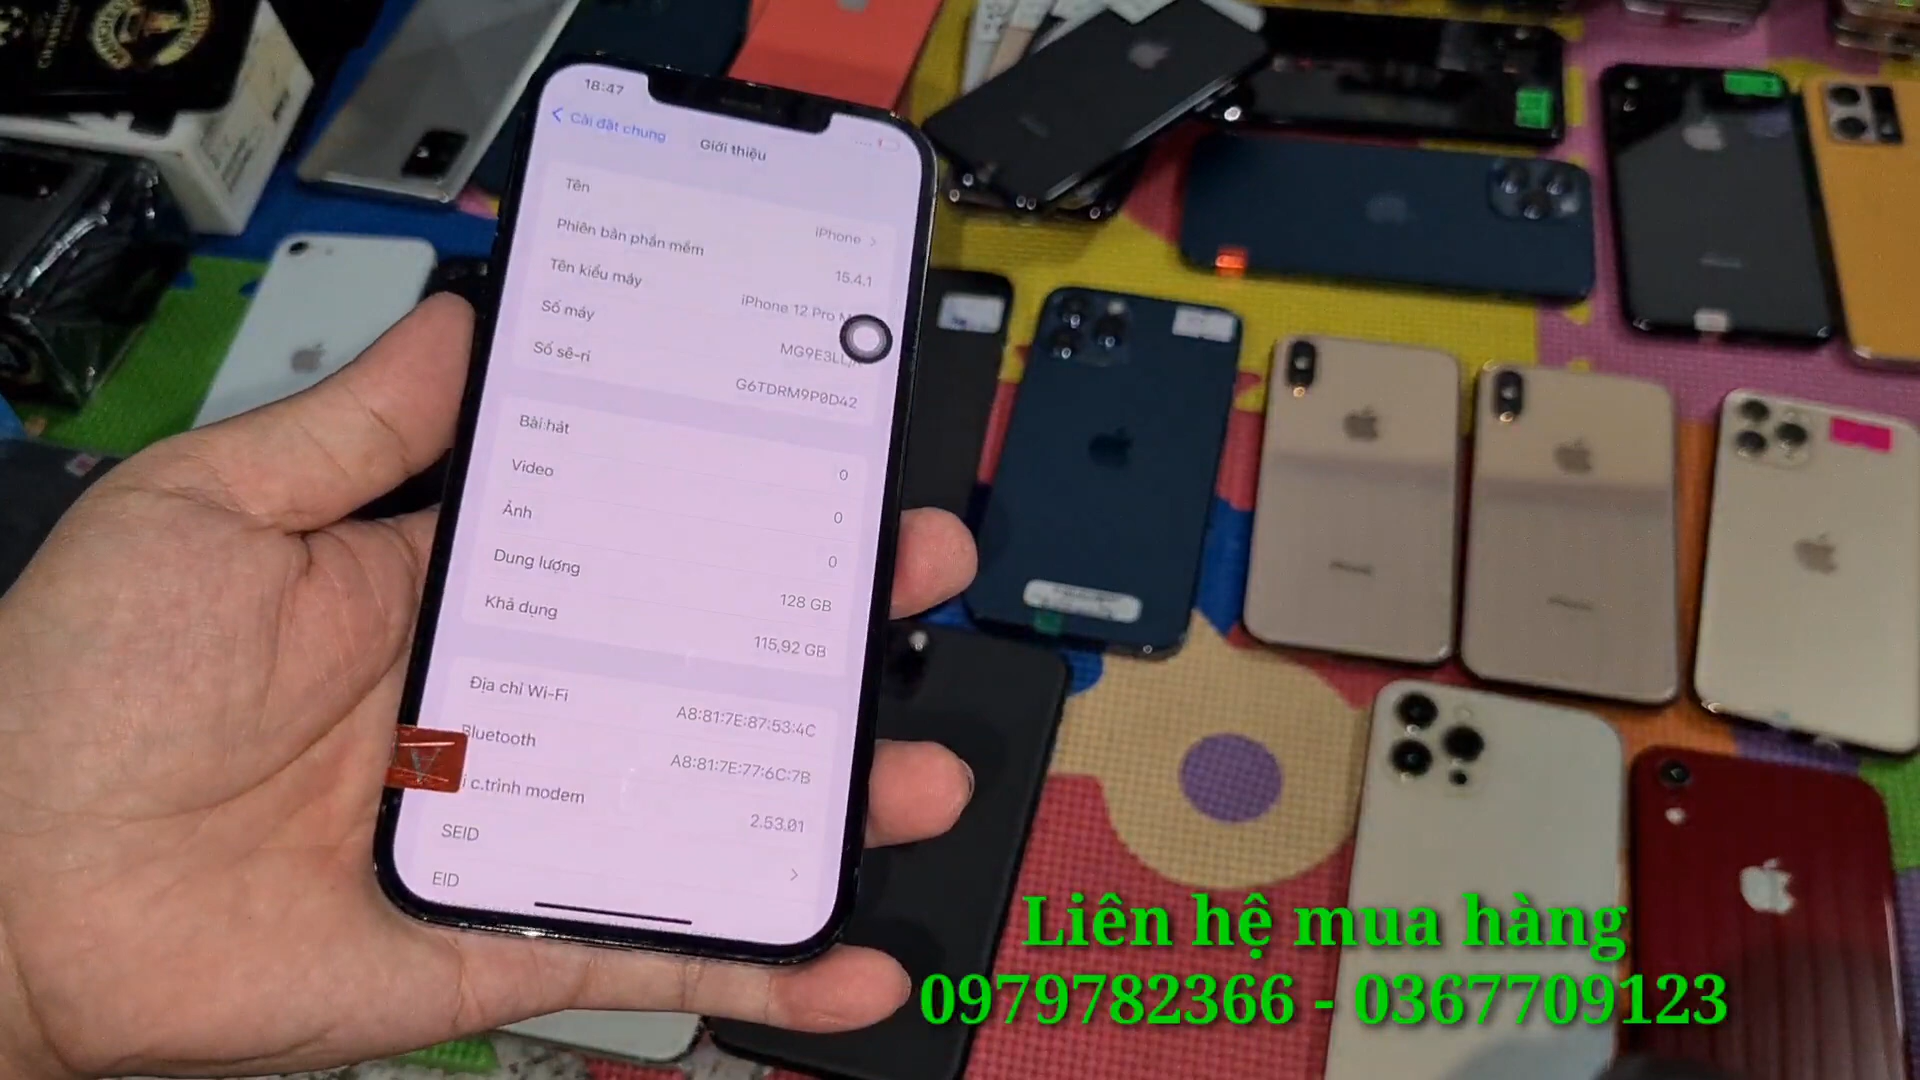 18:47
Cài đặt chung
Giới thiệu
Tên
iPhone
Phiên bản phần mềm
15.4.1
Tên kiểu máy
iPhone 12 Pro
Số máy
MG9E3LL/A
Số sê-ri
G6TDRM9P0D42
Bài hát
0
Video
0
Ảnh
0
Dung lượng
128 GB
Khả dụng
115,92 GB
Địa chỉ Wi-Fi
A8:81:7E:87:53:4C
Bluetooth
A8:81:7E:77:6C:7B
c.trình modem
2.53.01
SEID
EID
Liên hệ mua hàng
0979782366 - 0367709123